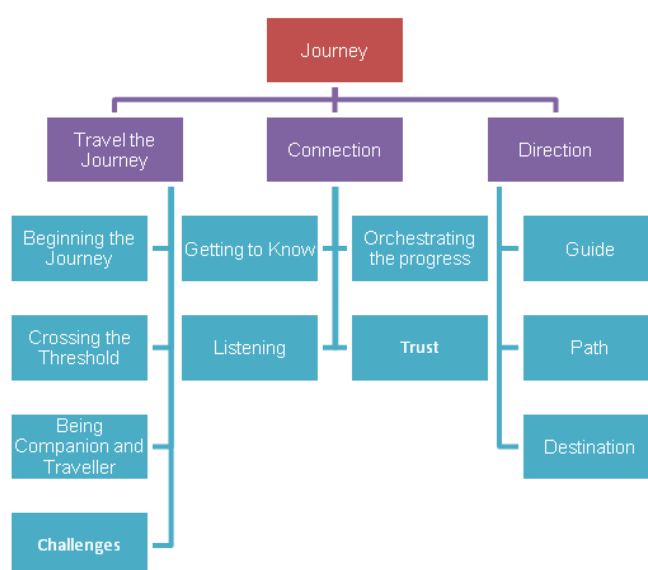 Journey
Travel the
Journey
Connection
Direction
Beginning the
Journey
Getting to Know
Orchestrating
the progress
Guide
Crossing the
Threshold
Listening
Trust
Path
Being
Companion and
Traveller
Destination
Challenges